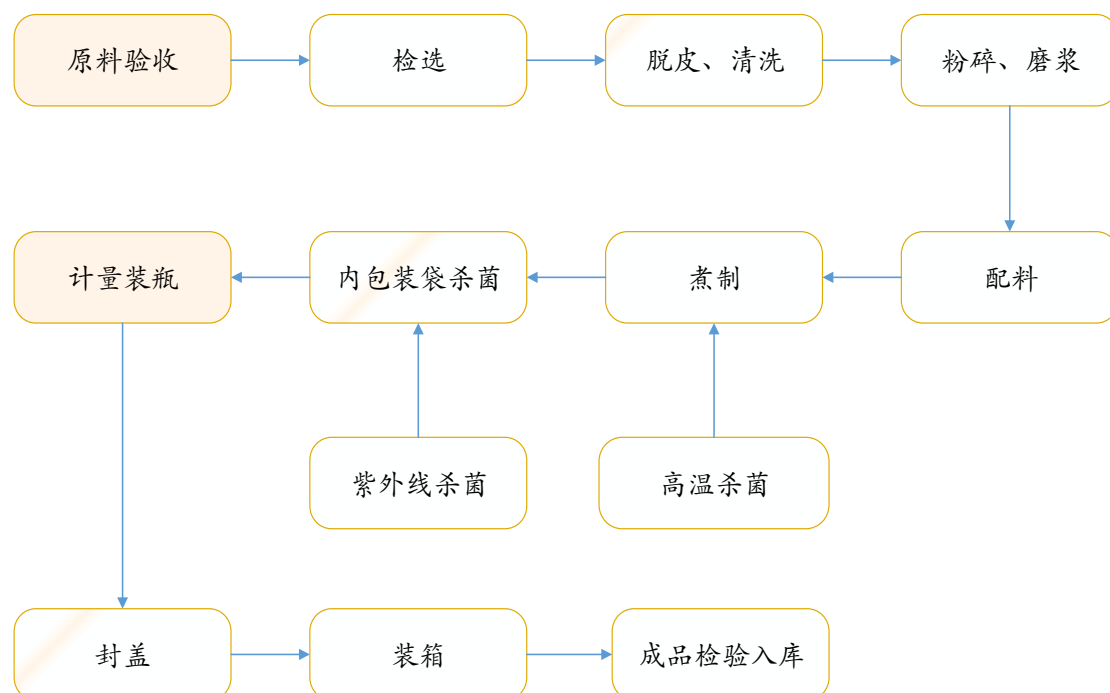 原料验收
检选
脱皮、清洗
粉碎、磨浆
计量装瓶
内包装袋杀菌
煮制
配料
紫外线杀菌
高温杀菌
封盖
装箱
成品检验入库